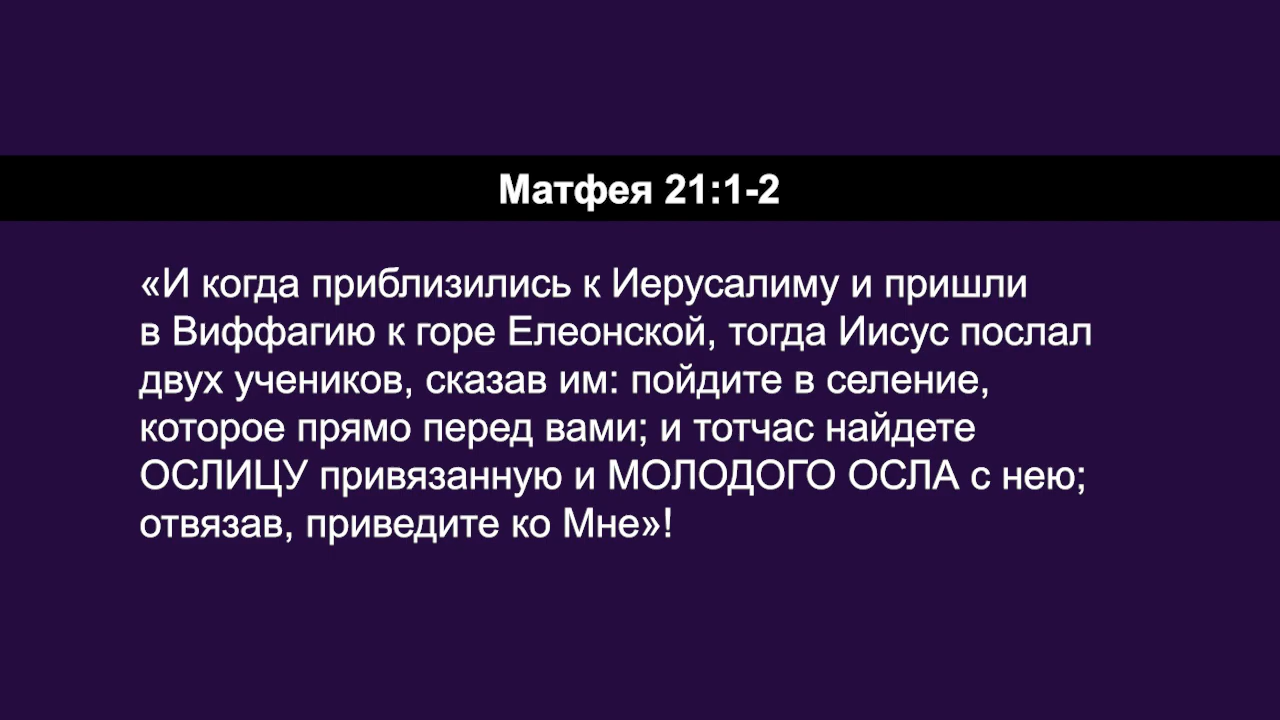 Матфея 21:1-2
«И когда приблизились к Иерусалиму и пришли
в Виффагию к горе Елеонской, тогда Иисус послал
двух учеников, сказав им: пойдите в селение,
которое прямо перед вами; и тотчас найдете
ОСЛИЦУ привязанную и МОЛОДОГО ОСЛА с нею;
отвязав, приведите ко Мне»!